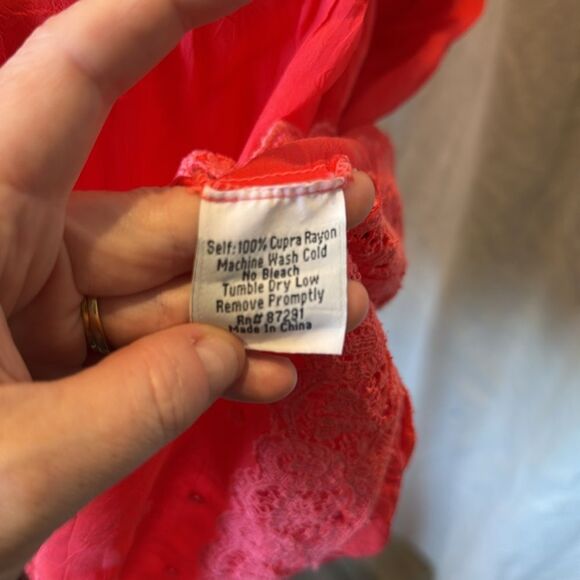 Self: 100% Cupra Rayon
Machine Wash Cold
No Bleach
Tumble Dry Low
Remove Promptly
Rn# 87291
Made In China